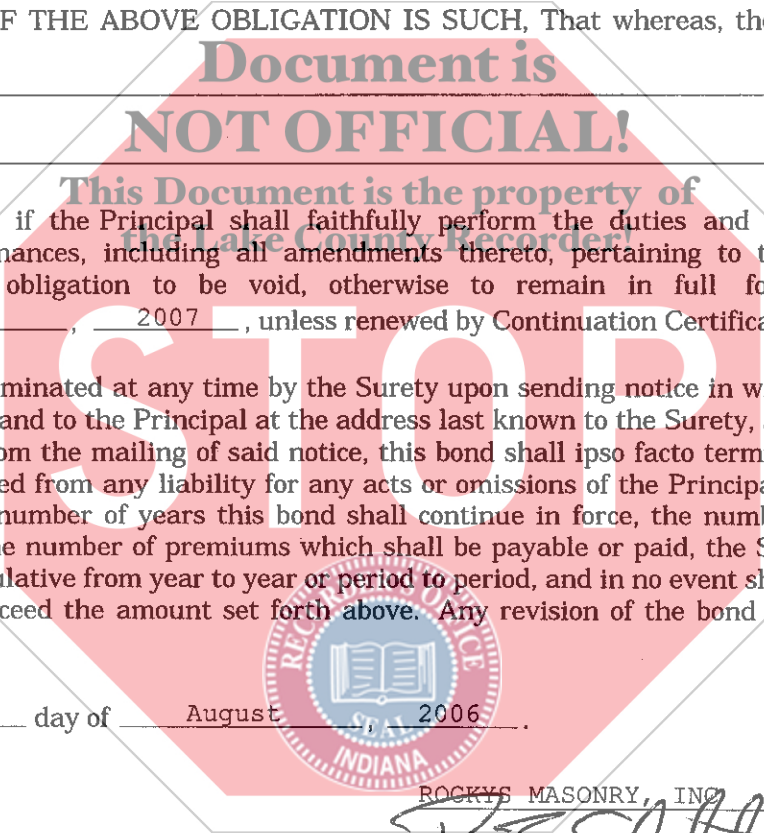 F THE ABOVE OBLIGATION IS SUCH, That whereas, the
Document is
NOT OFFICIAL!
This Document is the property of
the Lake County Recorder!
if the Principal shall faithfully perform the duties and
nances, including all amendments thereto, pertaining to t
obligation to be void, otherwise to remain in full fo
, 2007 , unless renewed by Continuation Certifica
STOP
minated at any time by the Surety upon sending notice in w
and to the Principal at the address last known to the Surety,
om the mailing of said notice, this bond shall ipso facto term
ed from any liability for any acts or omissions of the Principa
number of years this bond shall continue in force, the numb
ne number of premiums which shall be payable or paid, the S
ulative from year to year or period to period, and in no event sh
ceed the amount set forth above. Any revision of the bond
RECORDER'S OFFICE
SEAL
INDIANA
day of August , 2006 .
ROCKYS MASONRY, INC